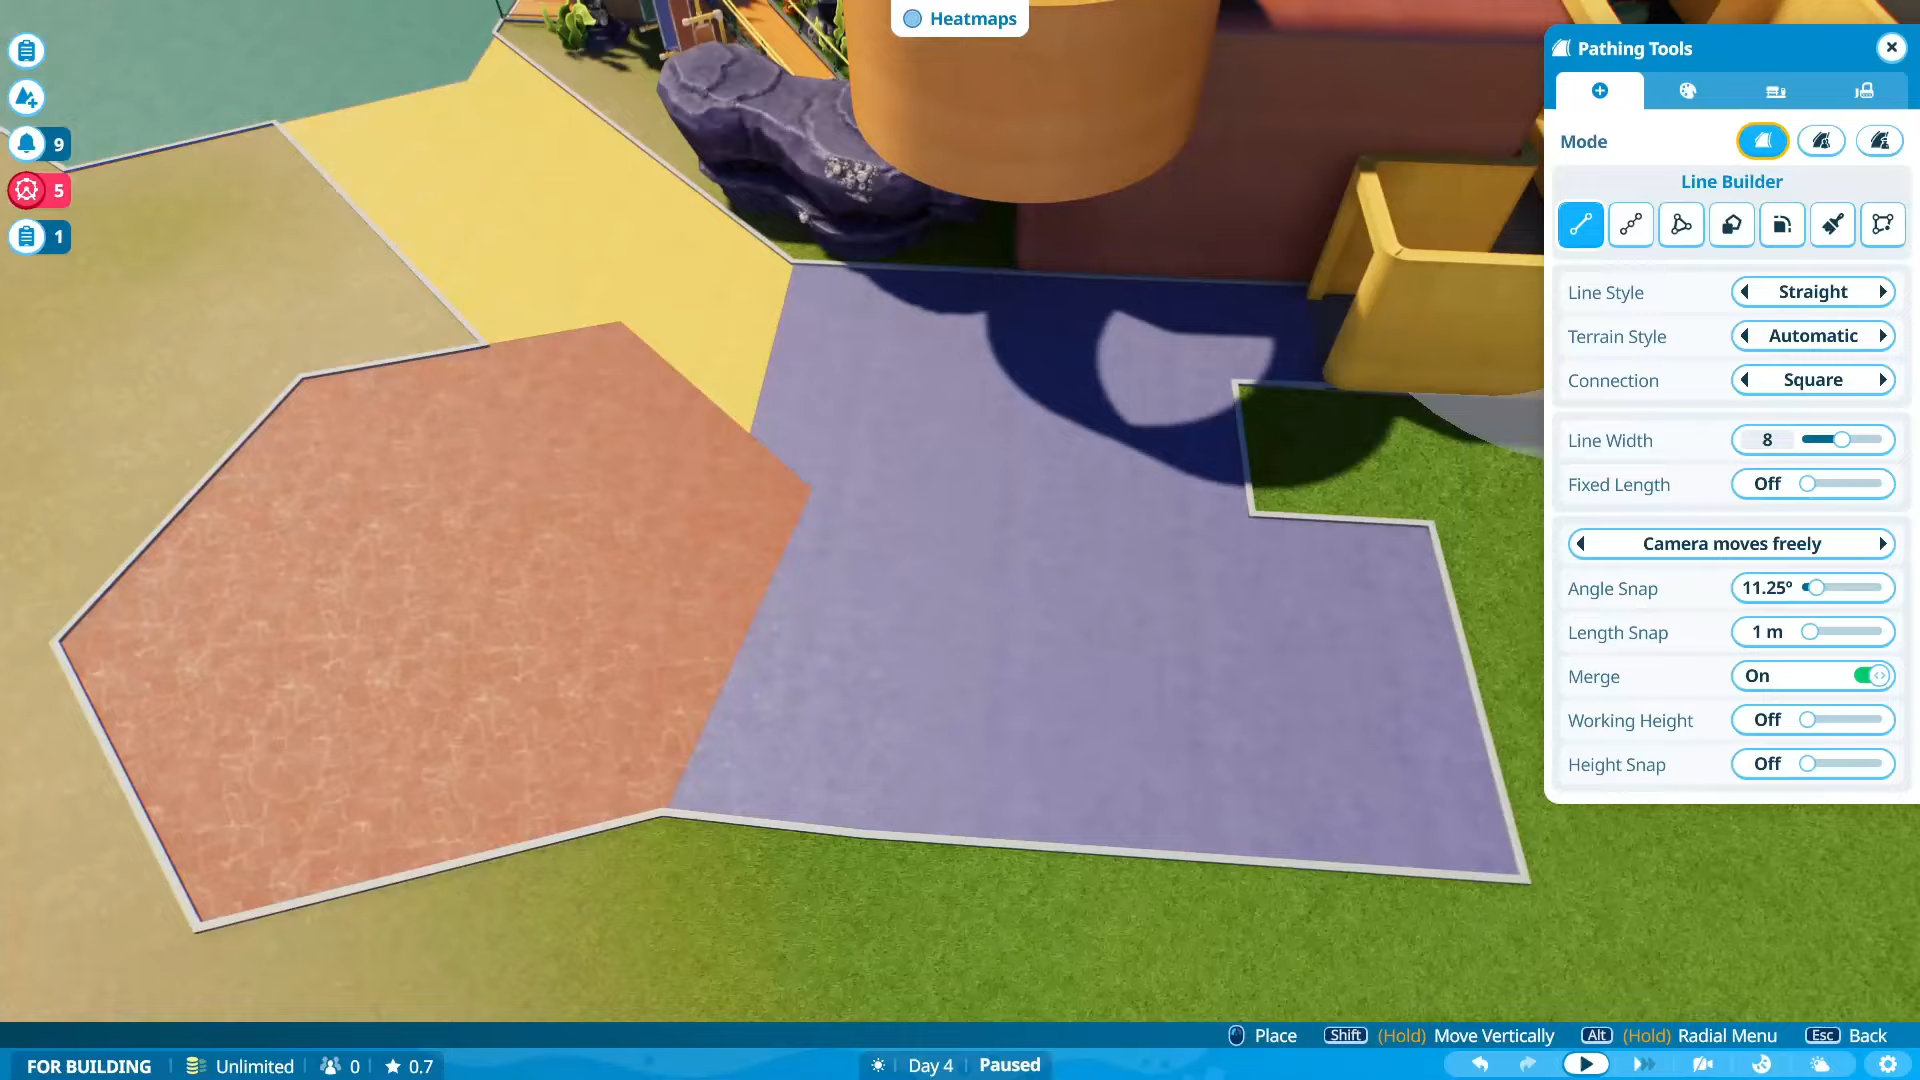 Heatmaps
9
5
1
Pathing Tools
Mode
Line Builder
Line Style Straight
Terrain Style Automatic
Connection Square
Line Width 8
Fixed Length Off
Camera moves freely
Angle Snap 11.25°
Length Snap 1 m
Merge On
Working Height Off
Height Snap Off
Place Shift (Hold) Move Vertically Alt (Hold) Radial Menu Esc Back
FOR BUILDING Unlimited 0 0.7 Day 4 Paused